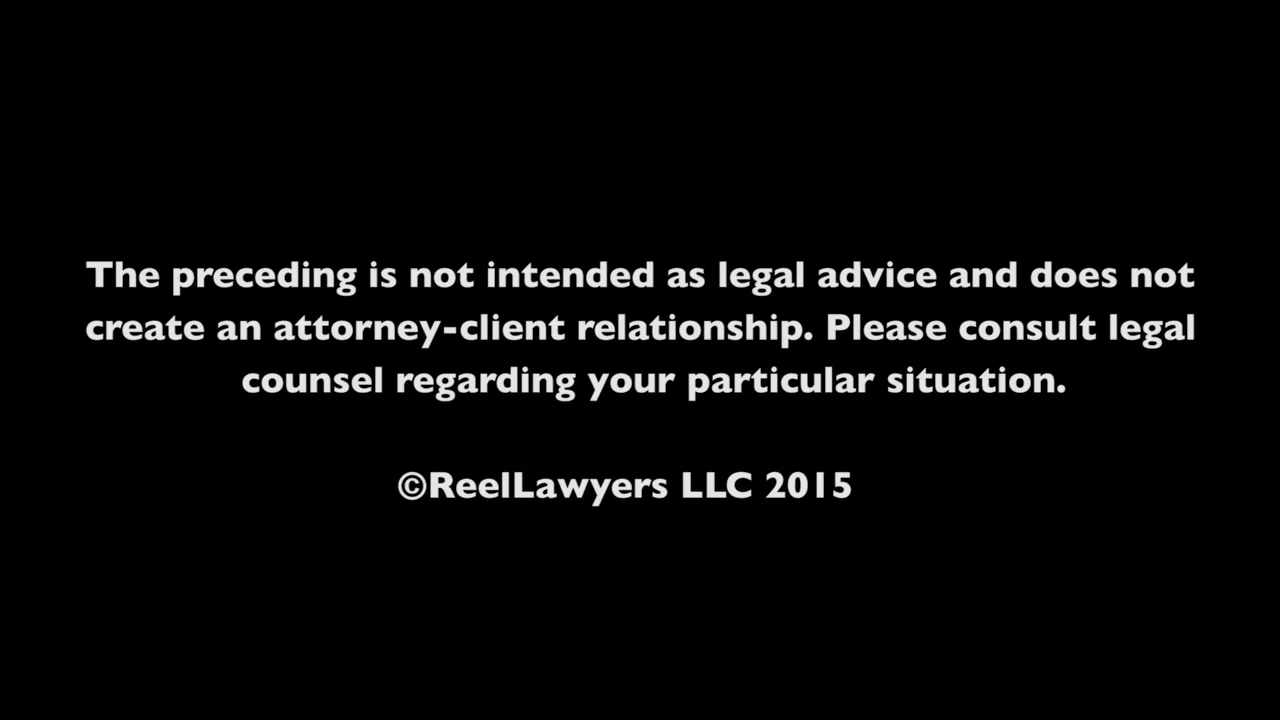 The preceding is not intended as legal advice and does not
create an attorney-client relationship. Please consult legal
counsel regarding your particular situation.
©ReelLawyers LLC 2015